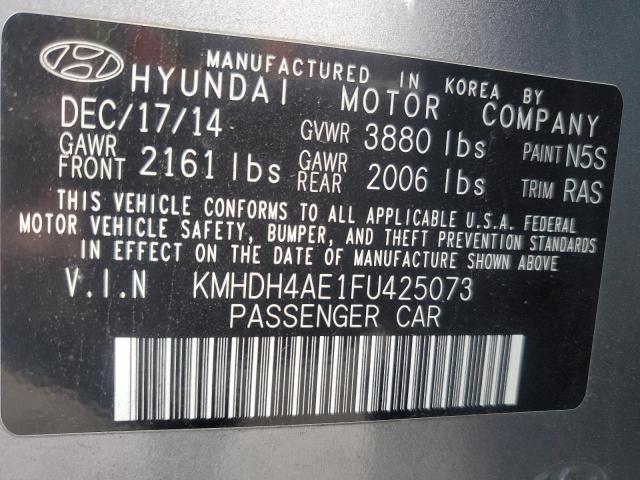 MANUFACTURED IN KOREA BY
HYUNDAI MOTOR COMPANY
DEC/17/14 GVWR 3880 lbs PAINT N5S
GAWR FRONT 2161 lbs GAWR REAR 2006 lbs TRIM RAS
THIS VEHICLE CONFORMS TO ALL APPLICABLE U.S.A. FEDERAL
MOTOR VEHICLE SAFETY, BUMPER, AND THEFT PREVENTION STANDARDS
IN EFFECT ON THE DATE OF MANUFACTURE SHOWN ABOVE.
V.I.N KMHDH4AE1FU425073
PASSENGER CAR